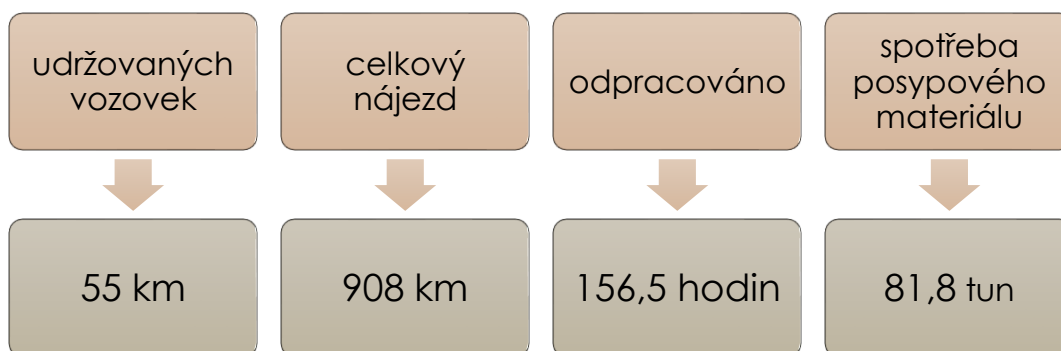 udržovaných
vozovek
celkový
nájezd
odpracováno
spotřeba
posypového
materiálu
55 km
908 km
156,5 hodin
81,8 tun